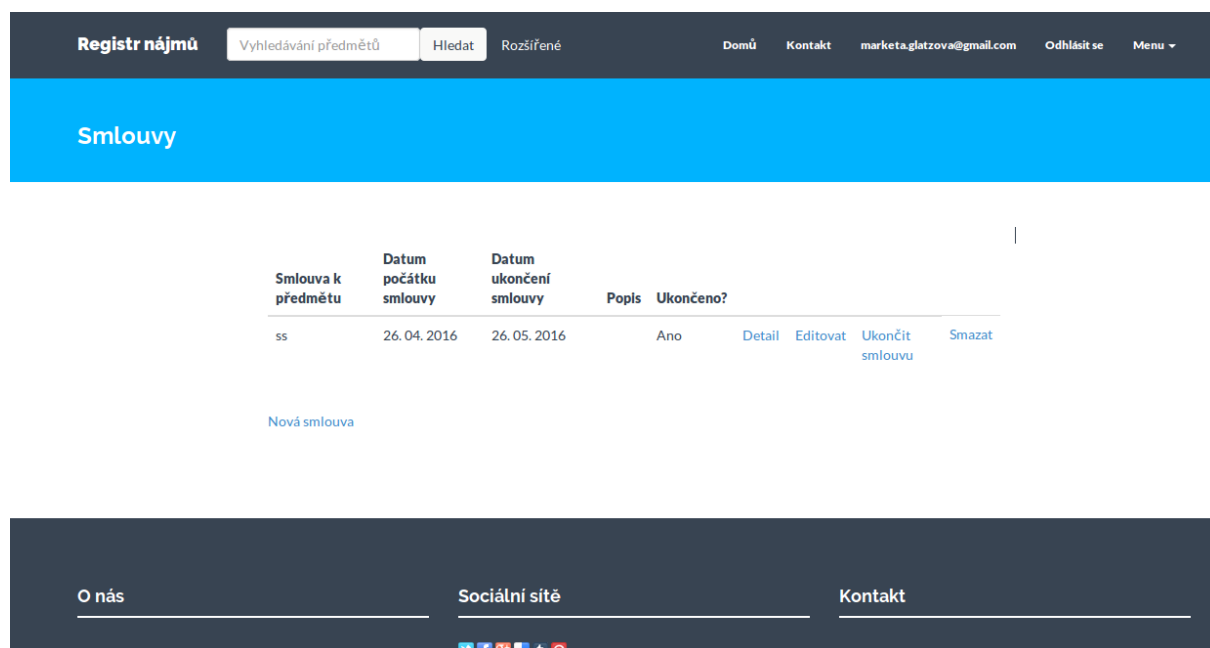 Registr nájmů Vyhledávání předmětů Hledat Rozšířené Domů Kontakt marketa.glatzova@gmail.com Odhlásit se Menu
Smlouvy
Smlouva k předmětu Datum počátku smlouvy Datum ukončení smlouvy Popis Ukončeno?
ss 26. 04. 2016 26. 05. 2016 Ano Detail Editovat Ukončit smlouvu Smazat
Nová smlouva
O nás Sociální sítě Kontakt